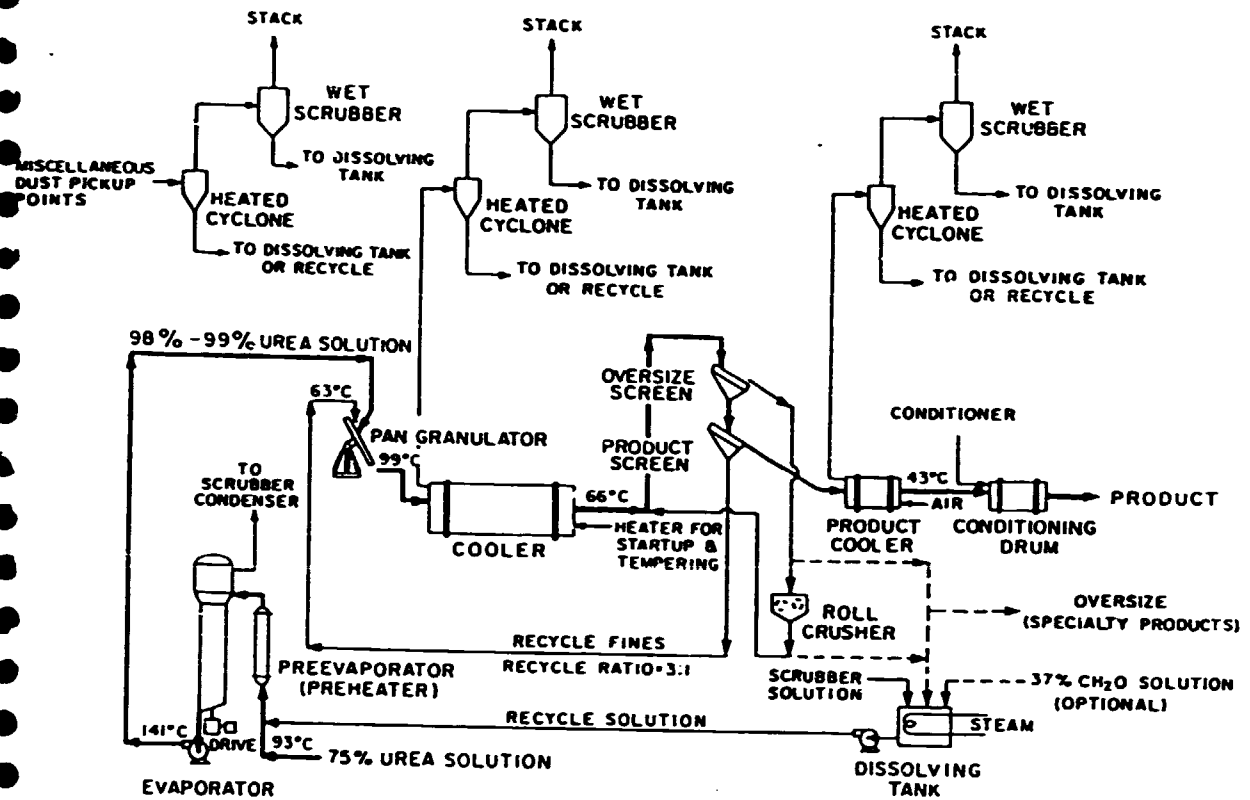 STACK
STACK
STACK
WET
SCRUBBER
WET
SCRUBBER
WET
SCRUBBER
TO DISSOLVING
TANK
TO DISSOLVING
TANK
TO DISSOLVING
TANK
MISCELLANEOUS
DUST PICKUP
POINTS
HEATED
CYCLONE
HEATED
CYCLONE
HEATED
CYCLONE
TO DISSOLVING TANK
OR RECYCLE
TO DISSOLVING TANK
OR RECYCLE
TO DISSOLVING TANK
OR RECYCLE
98% -99% UREA SOLUTION
63°C
PAN GRANULATOR
99°C
OVERSIZE
SCREEN
PRODUCT
SCREEN
CONDITIONER
TO
SCRUBBER
CONDENSER
66°C
COOLER
HEATER FOR
STARTUP &
TEMPERING
43°C
AIR
PRODUCT
PRODUCT
COOLER
CONDITIONING
DRUM
ROLL
CRUSHER
OVERSIZE
(SPECIALTY PRODUCTS)
RECYCLE FINES
RECYCLE RATIO=3:1
PREEVAPORATOR
(PREHEATER)
SCRUBBER
SOLUTION
37% CH₂O SOLUTION
(OPTIONAL)
RECYCLE SOLUTION
STEAM
141°C
DRIVE
93°C
75% UREA SOLUTION
EVAPORATOR
DISSOLVING
TANK